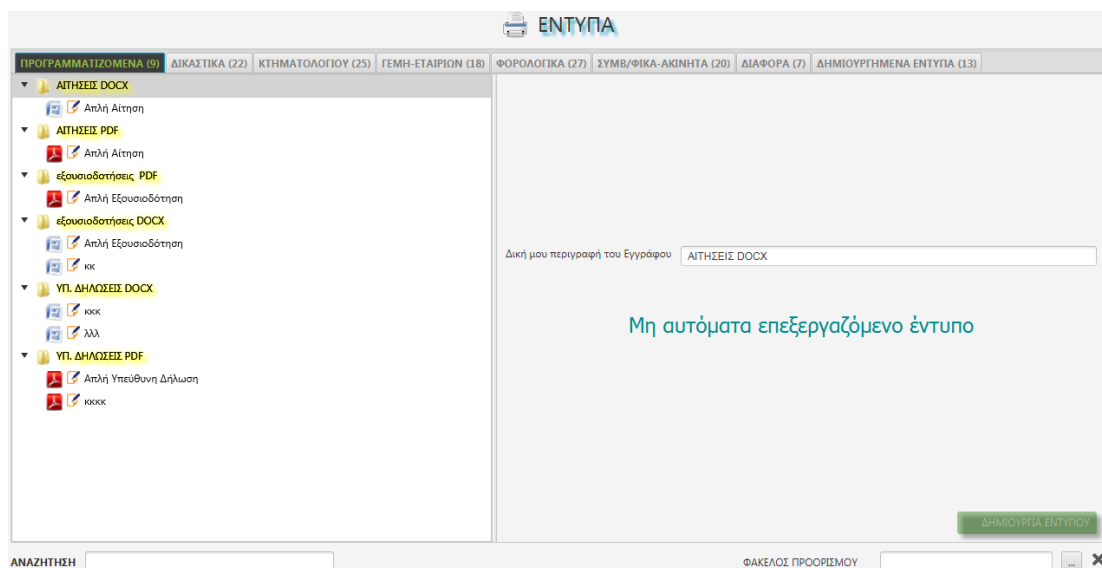 ΕΝΤΥΠΑ
ΠΡΟΓΡΑΜΜΑΤΙΖΟΜΕΝΑ (9) ΔΙΚΑΣΤΙΚΑ (22) ΚΤΗΜΑΤΟΛΟΓΙΟΥ (25) ΓΕΜΗ-ΕΤΑΙΡΙΩΝ (18) ΦΟΡΟΛΟΓΙΚΑ (27) ΣΥΜΒ/ΦΙΚΑ-ΑΚΙΝΗΤΑ (20) ΔΙΑΦΟΡΑ (7) ΔΗΜΙΟΥΡΓΗΜΕΝΑ ΕΝΤΥΠΑ (13)
ΑΙΤΗΣΕΙΣ DOCX
Απλή Αίτηση
ΑΙΤΗΣΕΙΣ PDF
Απλή Αίτηση
εξουσιοδοτήσεις PDF
Απλή Εξουσιοδότηση
εξουσιοδοτήσεις DOCX
Απλή Εξουσιοδότηση
κκ
ΥΠ. ΔΗΛΩΣΕΙΣ DOCX
κκκ
λλλ
ΥΠ. ΔΗΛΩΣΕΙΣ PDF
Απλή Υπεύθυνη Δήλωση
κκκκ
Δική μου περιγραφή του Εγγράφου ΑΙΤΗΣΕΙΣ DOCX
Μη αυτόματα επεξεργαζόμενο έντυπο
ΔΗΜΙΟΥΡΓΙΑ ΕΝΤΥΠΟΥ
ΑΝΑΖΗΤΗΣΗ ΦΑΚΕΛΟΣ ΠΡΟΟΡΙΣΜΟΥ ...